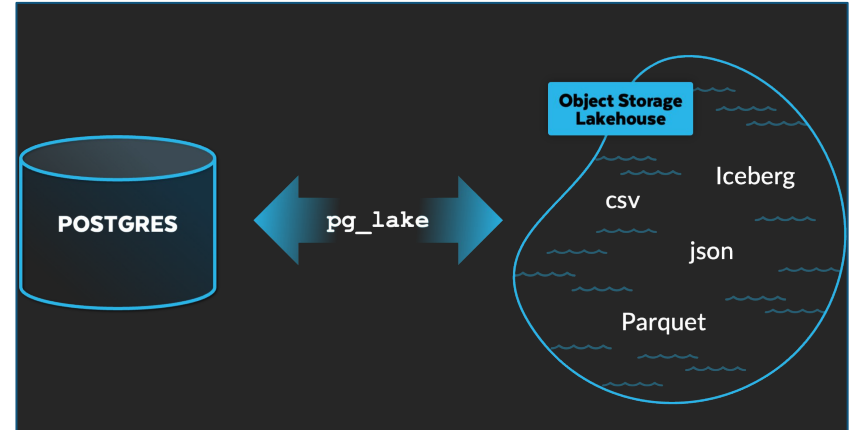 POSTGRES
pg_lake
Object Storage
Lakehouse
Iceberg
csv
json
Parquet